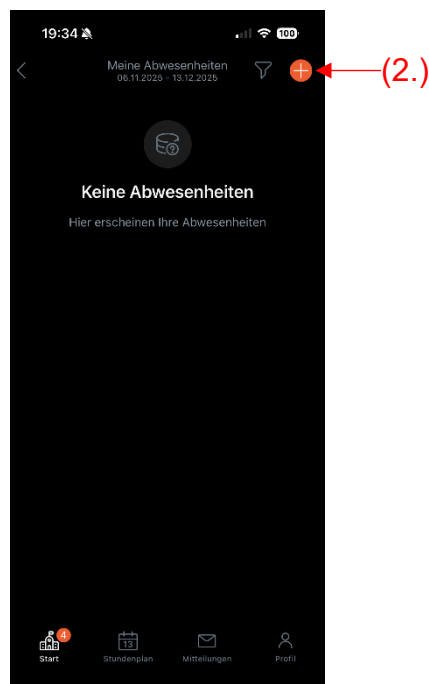 19:34
100
Meine Abwesenheiten
06.11.2025 - 13.12.2025
(2.)
Keine Abwesenheiten
Hier erscheinen Ihre Abwesenheiten
4
13
Start
Stundenplan
Mitteilungen
Profil